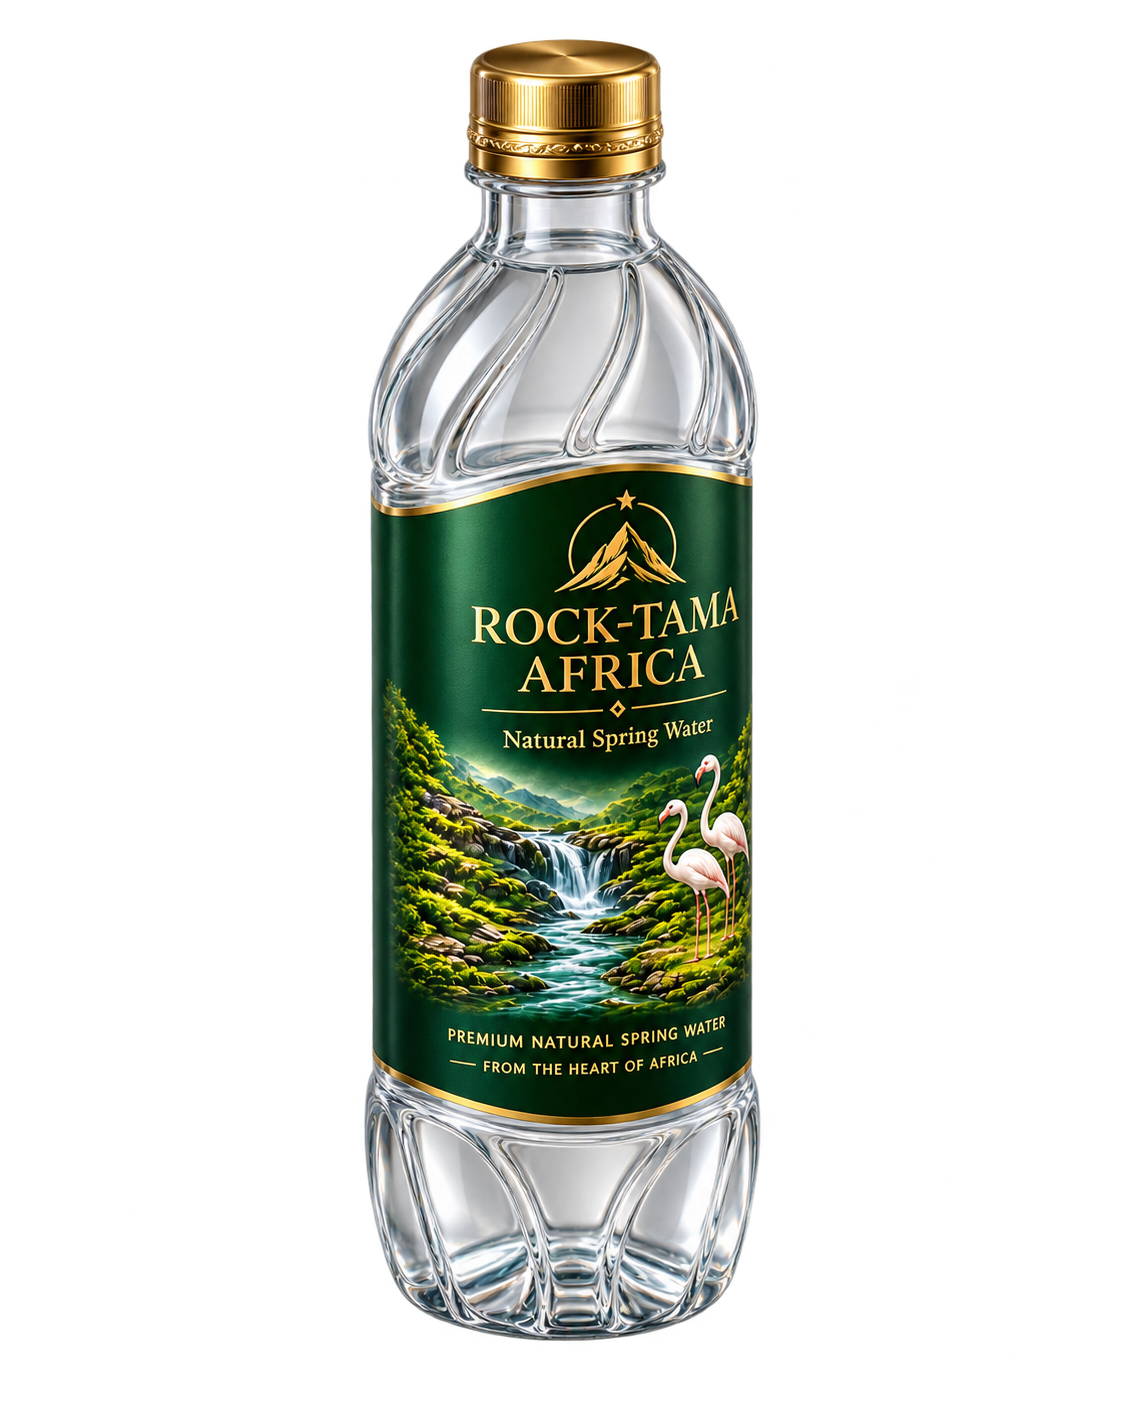 ROCK-TAMA
AFRICA
Natural Spring Water
PREMIUM NATURAL SPRING WATER
FROM THE HEART OF AFRICA